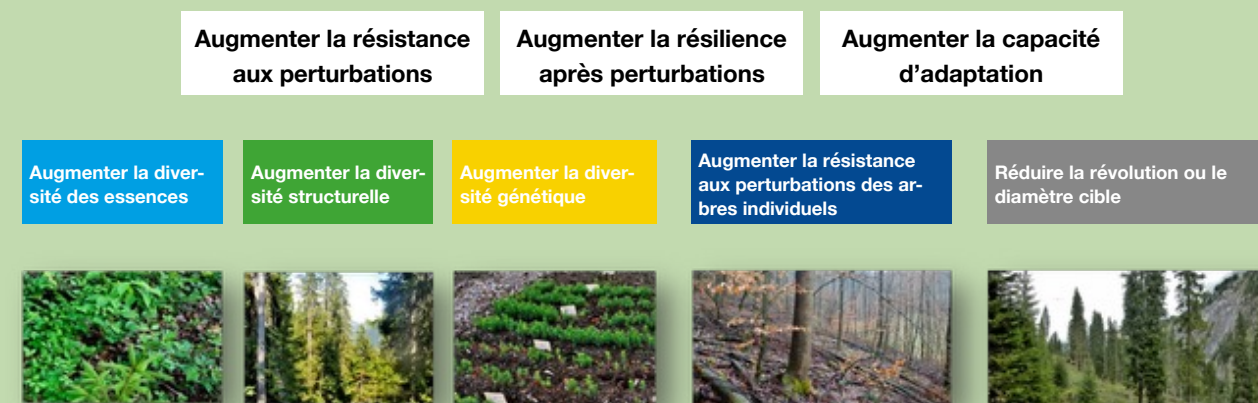 Augmenter la résistance
aux perturbations
Augmenter la résilience
après perturbations
Augmenter la capacité
d'adaptation
Augmenter la diver-
sité des essences
Augmenter la diver-
sité structurelle
Augmenter la diver-
sité génétique
Augmenter la résistance
aux perturbations des ar-
bres individuels
Réduire la révolution ou le
diamètre cible